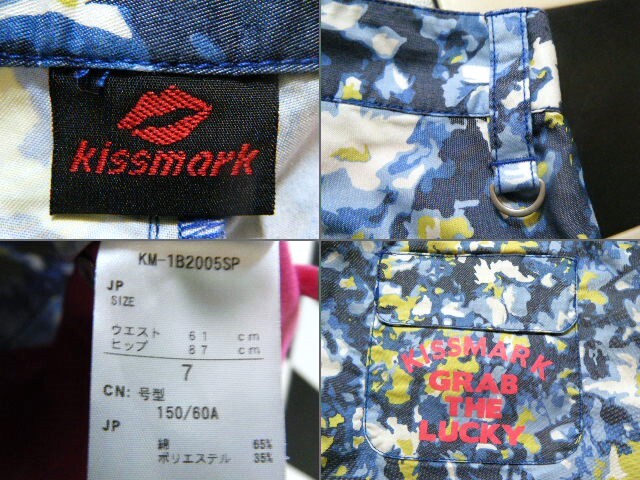 kissmark
KM-1B2005SP
JP
SIZE
ウエスト 61 cm
ヒップ 87 cm
7
CN: 号型
150/60A
JP
綿 65%
ポリエステル 35%
KISSMARK
GRAB
THE
LUCKY